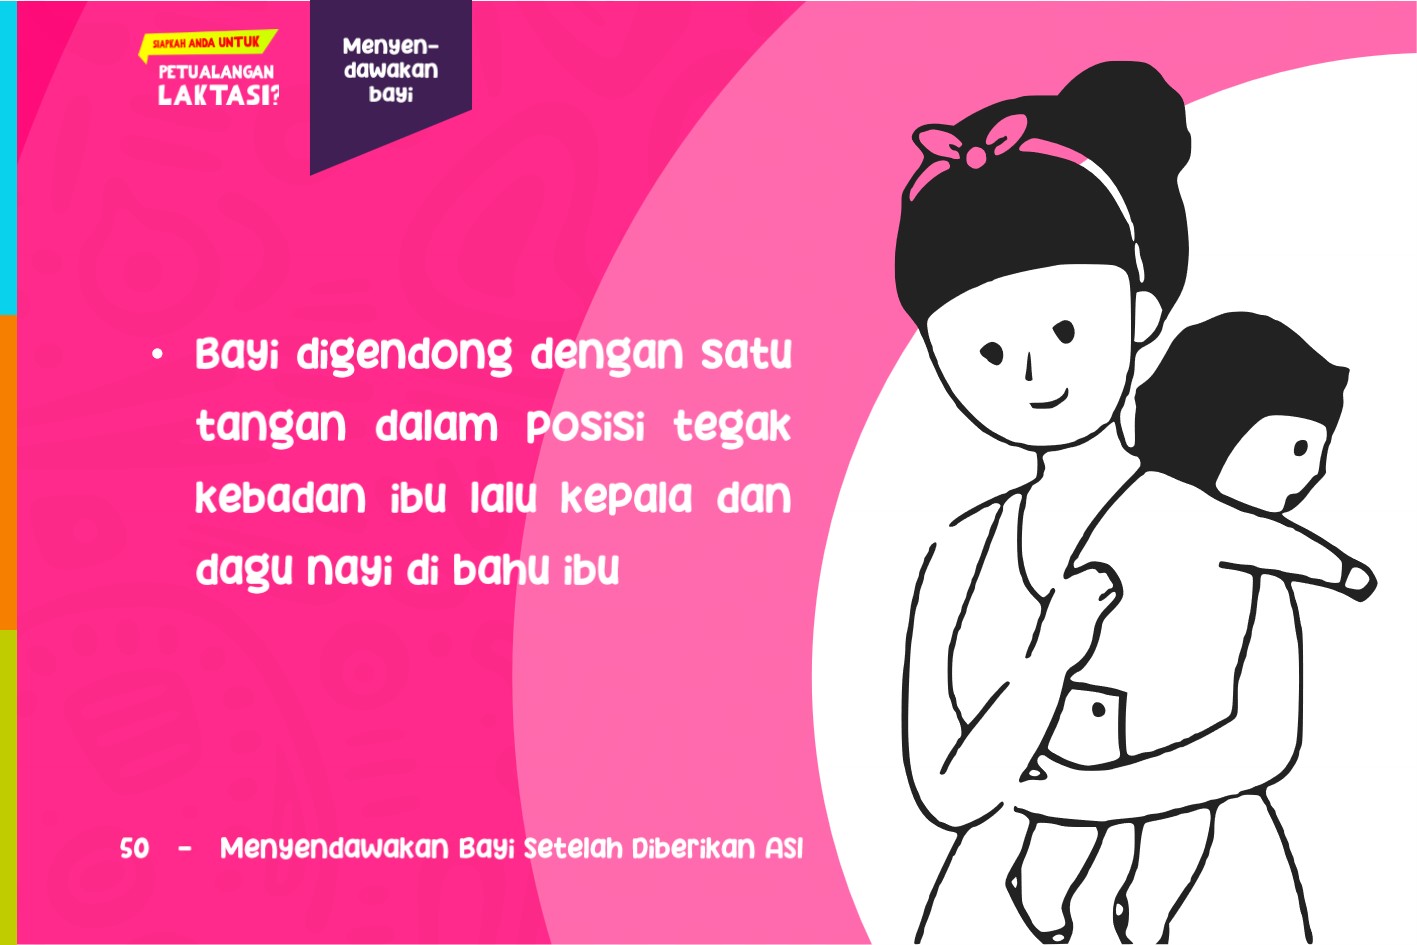 SIAPKAH ANDA UNTUK
PETUALANGAN
LAKTASI?
Menyen-
dawakan
bayi
• Bayi digendong dengan satu
tangan dalam posisi tegak
kebadan ibu lalu kepala dan
dagu nayi di bahu ibu
50 - Menyendawakan Bayi Setelah Diberikan ASI